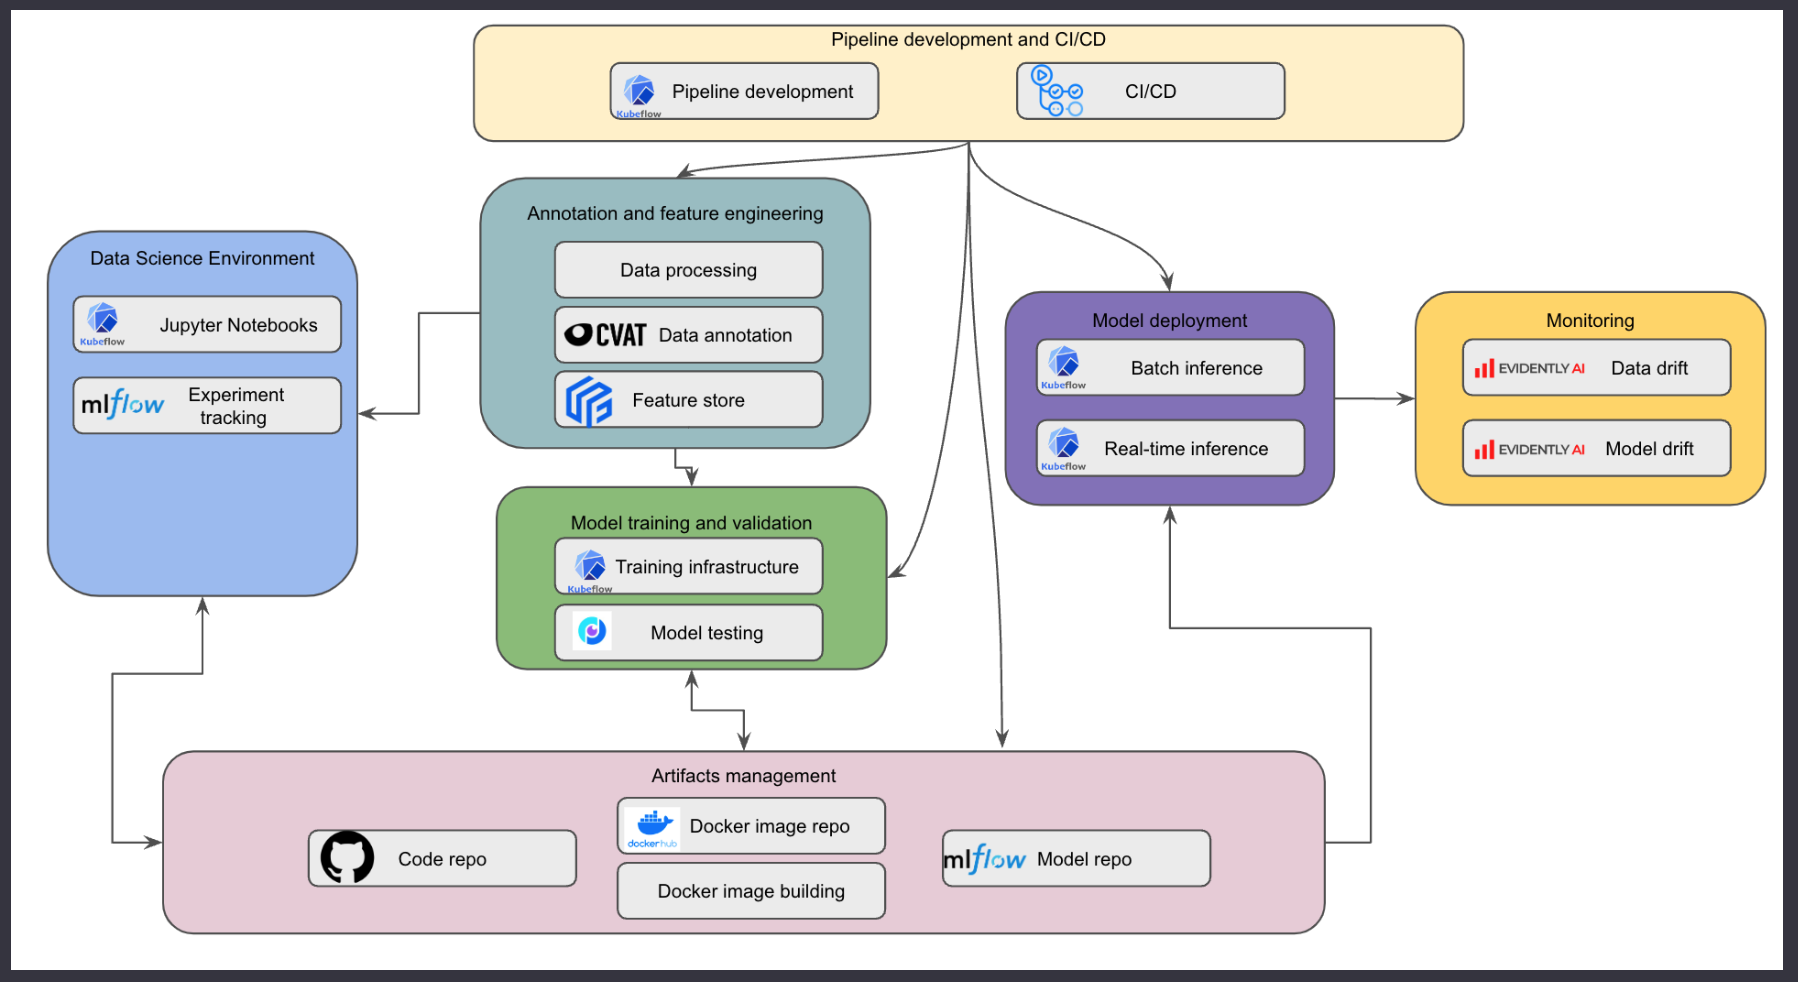 Pipeline development and CI/CD
Kubeflow
Pipeline development
CI/CD
Annotation and feature engineering
Data processing
CVAT
Data annotation
Feature store
Data Science Environment
Kubeflow
Jupyter Notebooks
mlflow
Experiment
tracking
Model deployment
Kubeflow
Batch inference
Kubeflow
Real-time inference
Monitoring
EVIDENTLY AI
Data drift
EVIDENTLY AI
Model drift
Model training and validation
Kubeflow
Training infrastructure
Model testing
Artifacts management
Code repo
dockerhub
Docker image repo
Docker image building
mlflow
Model repo